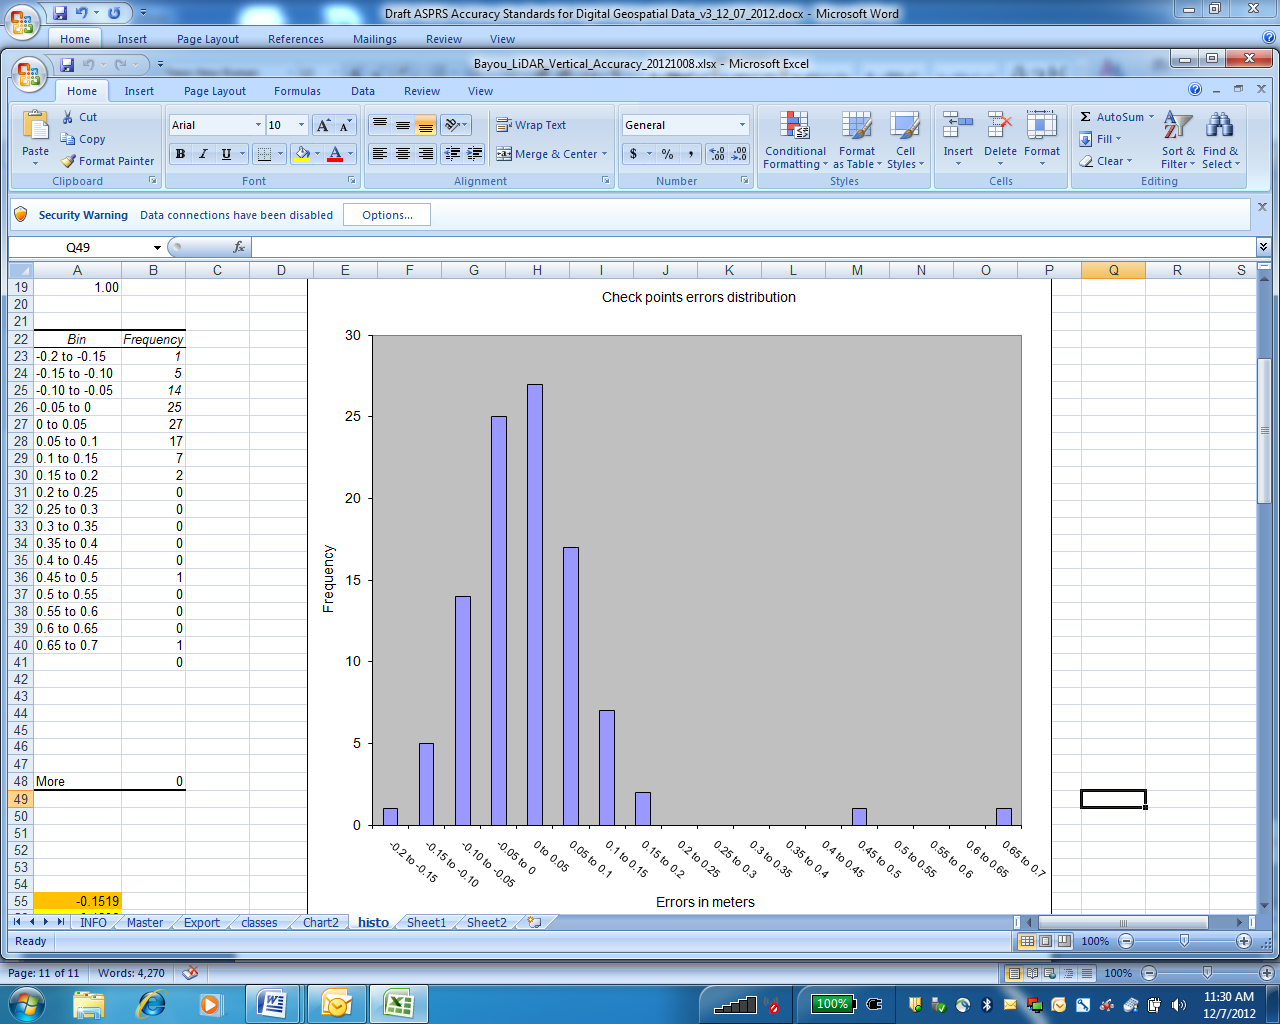 Draft ASPRS Accuracy Standards for Digital Geospatial Data_v3_12_07_2012.docx - Microsoft Word
Home Insert Page Layout References Mailings Review View
Bayou_LiDAR_Vertical_Accuracy_20121008.xlsx - Microsoft Excel
Home Insert Page Layout Formulas Data Review View
Paste
Cut
Copy
Format Painter
Clipboard
Arial 10
B I U A A A
Font
Wrap Text
Merge & Center
Alignment
General
$ % , .00 .0
Number
Conditional Formatting
Format as Table
Cell Styles
Styles
Insert Delete Format
Cells
Σ AutoSum
Fill
Clear
Sort & Filter
Find & Select
Editing
Security Warning Data connections have been disabled Options...
Q49 fx
A B C D E F G H I J K L M N O P Q R S
19 1.00
20
21
22 Bin Frequency
23 -0.2 to -0.15 1
24 -0.15 to -0.10 5
25 -0.10 to -0.05 14
26 -0.05 to 0 25
27 0 to 0.05 27
28 0.05 to 0.1 17
29 0.1 to 0.15 7
30 0.15 to 0.2 2
31 0.2 to 0.25 0
32 0.25 to 0.3 0
33 0.3 to 0.35 0
34 0.35 to 0.4 0
35 0.4 to 0.45 0
36 0.45 to 0.5 1
37 0.5 to 0.55 0
38 0.55 to 0.6 0
39 0.6 to 0.65 0
40 0.65 to 0.7 1
41 0
42
43
44
45
46
47
48 More 0
49
50
51
52
53
54
55 -0.1519
Check points errors distribution
Frequency
30
25
20
15
10
5
0
-0.2 to -0.15
-0.15 to -0.10
-0.10 to -0.05
-0.05 to 0
0 to 0.05
0.05 to 0.1
0.1 to 0.15
0.15 to 0.2
0.2 to 0.25
0.25 to 0.3
0.3 to 0.35
0.35 to 0.4
0.4 to 0.45
0.45 to 0.5
0.5 to 0.55
0.55 to 0.6
0.6 to 0.65
0.65 to 0.7
Errors in meters
INFO Master Export classes Chart2 histo Sheet1 Sheet2
Ready 100%
Page: 11 of 11 Words: 4,270 100%
100% 11:30 AM
12/7/2012